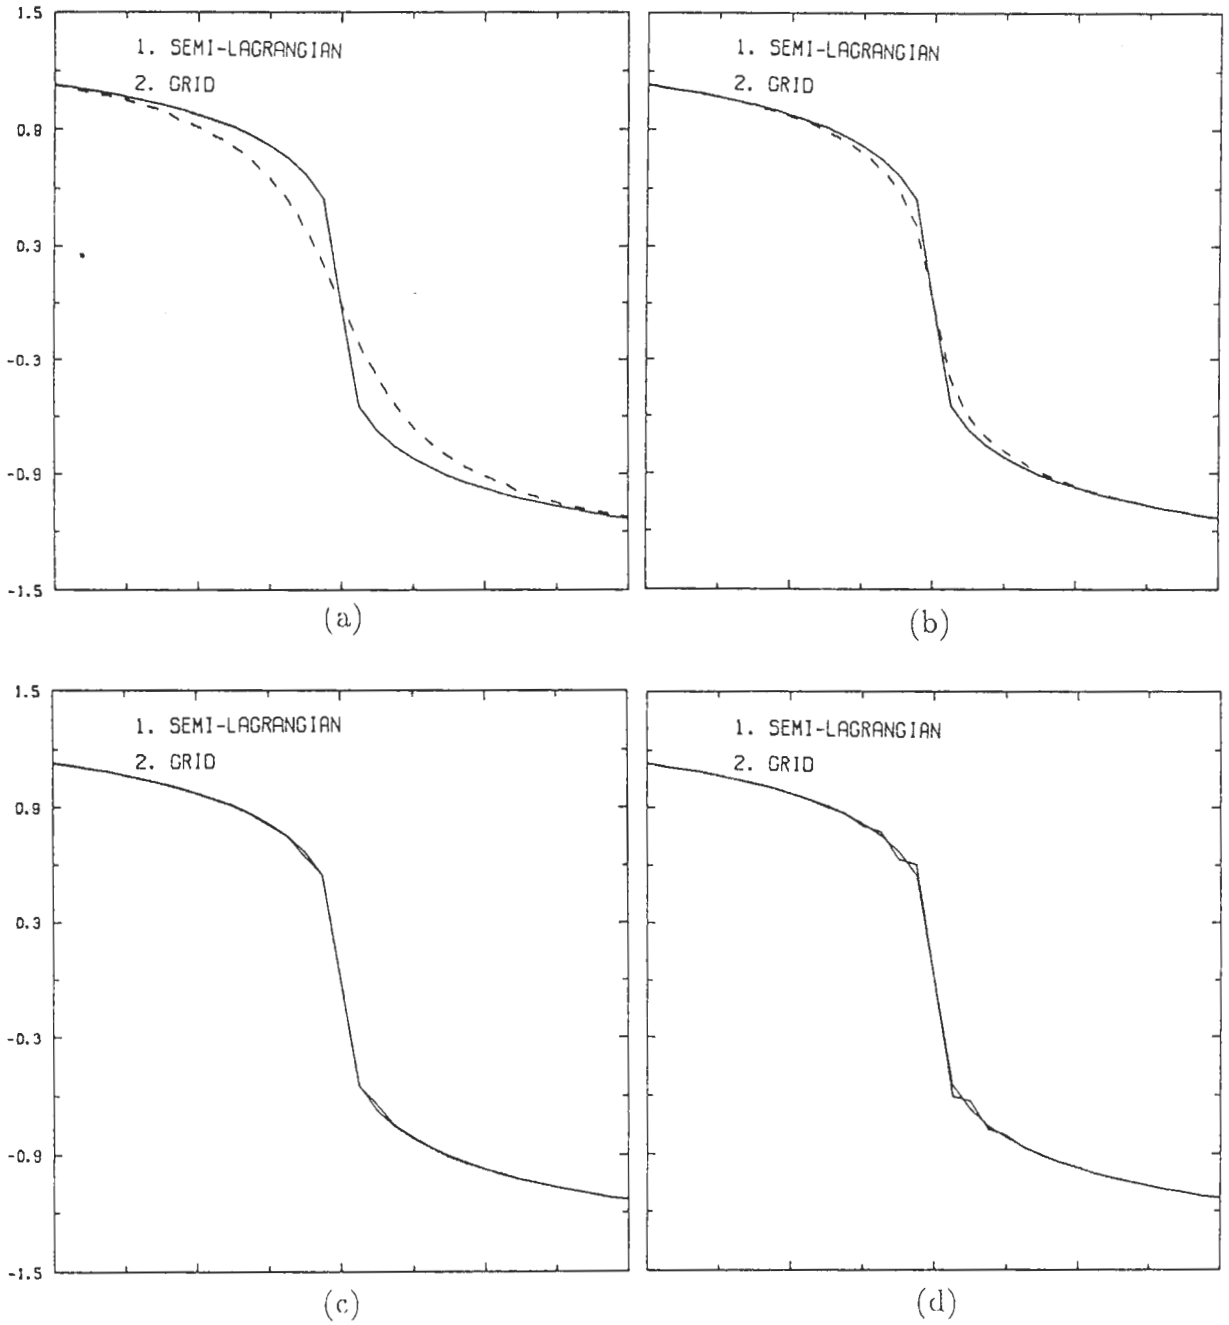 1.5
1. SEMI-LAGRANGIAN
2. GRID
0.9
0.3
-0.3
-0.9
-1.5
(a)
1. SEMI-LAGRANGIAN
2. GRID
(b)
1.5
1. SEMI-LAGRANGIAN
2. GRID
0.9
0.3
-0.3
-0.9
-1.5
(c)
1. SEMI-LAGRANGIAN
2. GRID
(d)